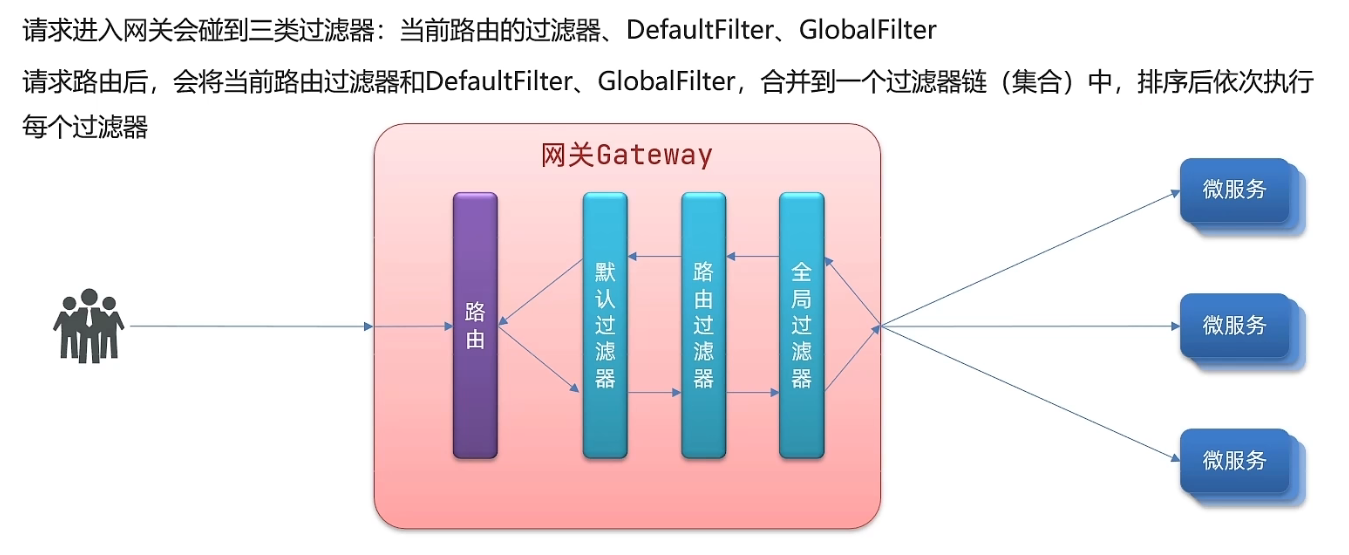 请求进入网关会碰到三类过滤器：当前路由的过滤器、DefaultFilter、GlobalFilter
请求路由后，会将当前路由过滤器和DefaultFilter、GlobalFilter，合并到一个过滤器链（集合）中，排序后依次执行
每个过滤器
网关Gateway
路由
默认过滤器
路由过滤器
全局过滤器
微服务
微服务
微服务